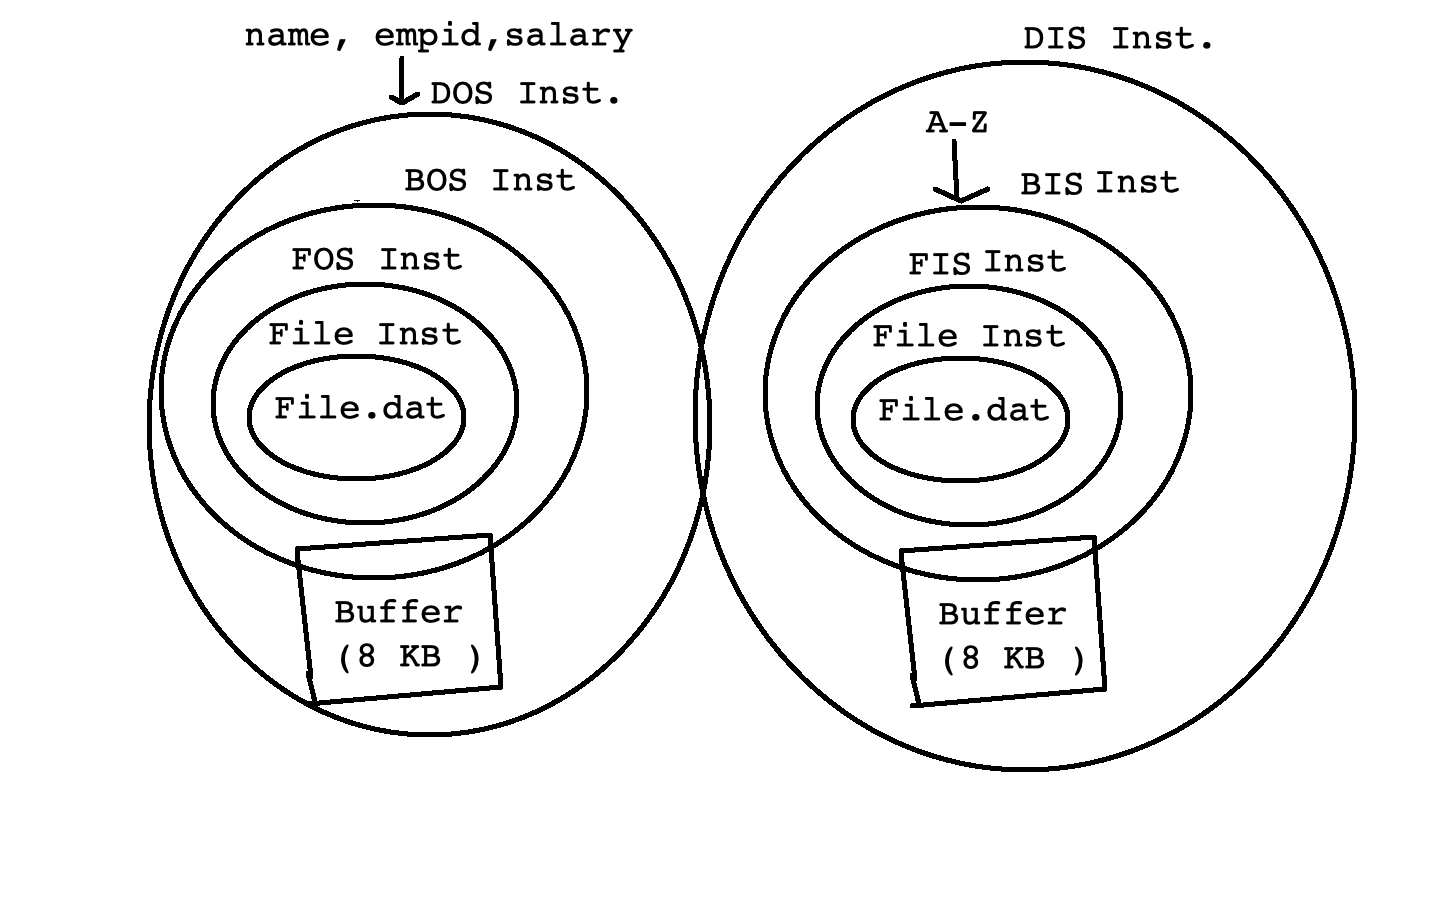 name, empid,salary
DOS Inst.
BOS Inst
FOS Inst
File Inst
File.dat
Buffer
(8 KB )
DIS Inst.
A-Z
BIS Inst
FIS Inst
File Inst
File.dat
Buffer
(8 KB )